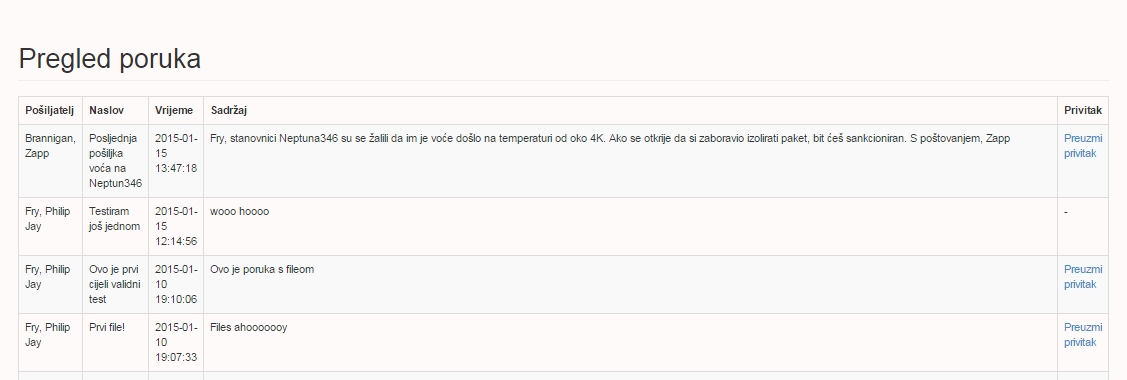 Pregled poruka
Pošiljatelj Naslov Vrijeme Sadržaj Privitak
Brannigan, Zapp
Posljednja pošiljka voća na Neptun346
2015-01-15 13:47:18
Fry, stanovnici Neptuna346 su se žalili da im je voće došlo na temperaturi od oko 4K. Ako se otkrije da si zaboravio izolirati paket, bit ćeš sankcioniran. S poštovanjem, Zapp
Preuzmi privitak
Fry, Philip Jay
Testiram još jednom
2015-01-15 12:14:56
wooo hoooo
-
Fry, Philip Jay
Ovo je prvi cijeli validni test
2015-01-10 19:10:06
Ovo je poruka s fileom
Preuzmi privitak
Fry, Philip Jay
Prvi file!
2015-01-10 19:07:33
Files ahooooooy
Preuzmi privitak